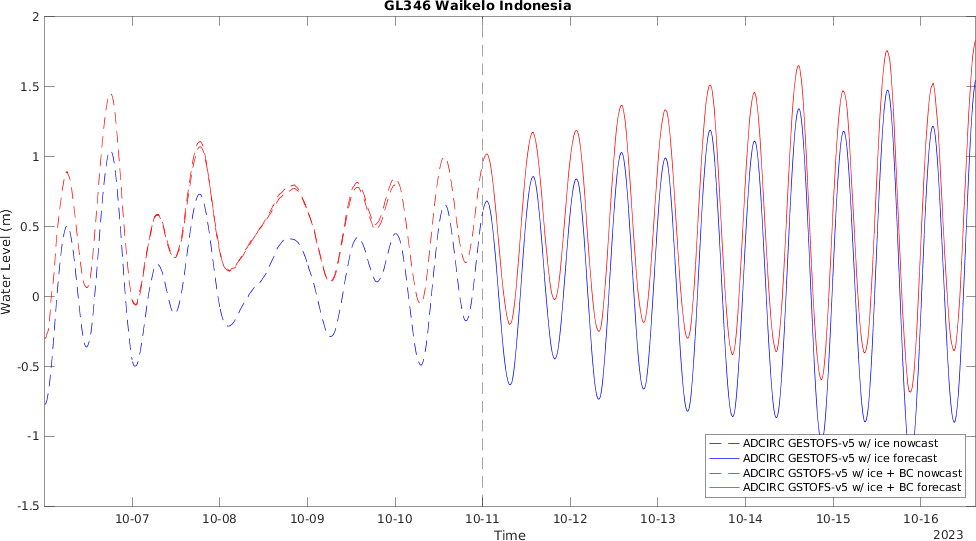 GL346 Waikelo Indonesia
2
1.5
1
0.5
0
-0.5
-1
-1.5
Water Level (m)
ADCIRC GESTOFS-v5 w/ ice nowcast
ADCIRC GESTOFS-v5 w/ ice forecast
ADCIRC GSTOFS-v5 w/ ice + BC nowcast
ADCIRC GSTOFS-v5 w/ ice + BC forecast
10-07 10-08 10-09 10-10 10-11 10-12 10-13 10-14 10-15 10-16
Time
2023